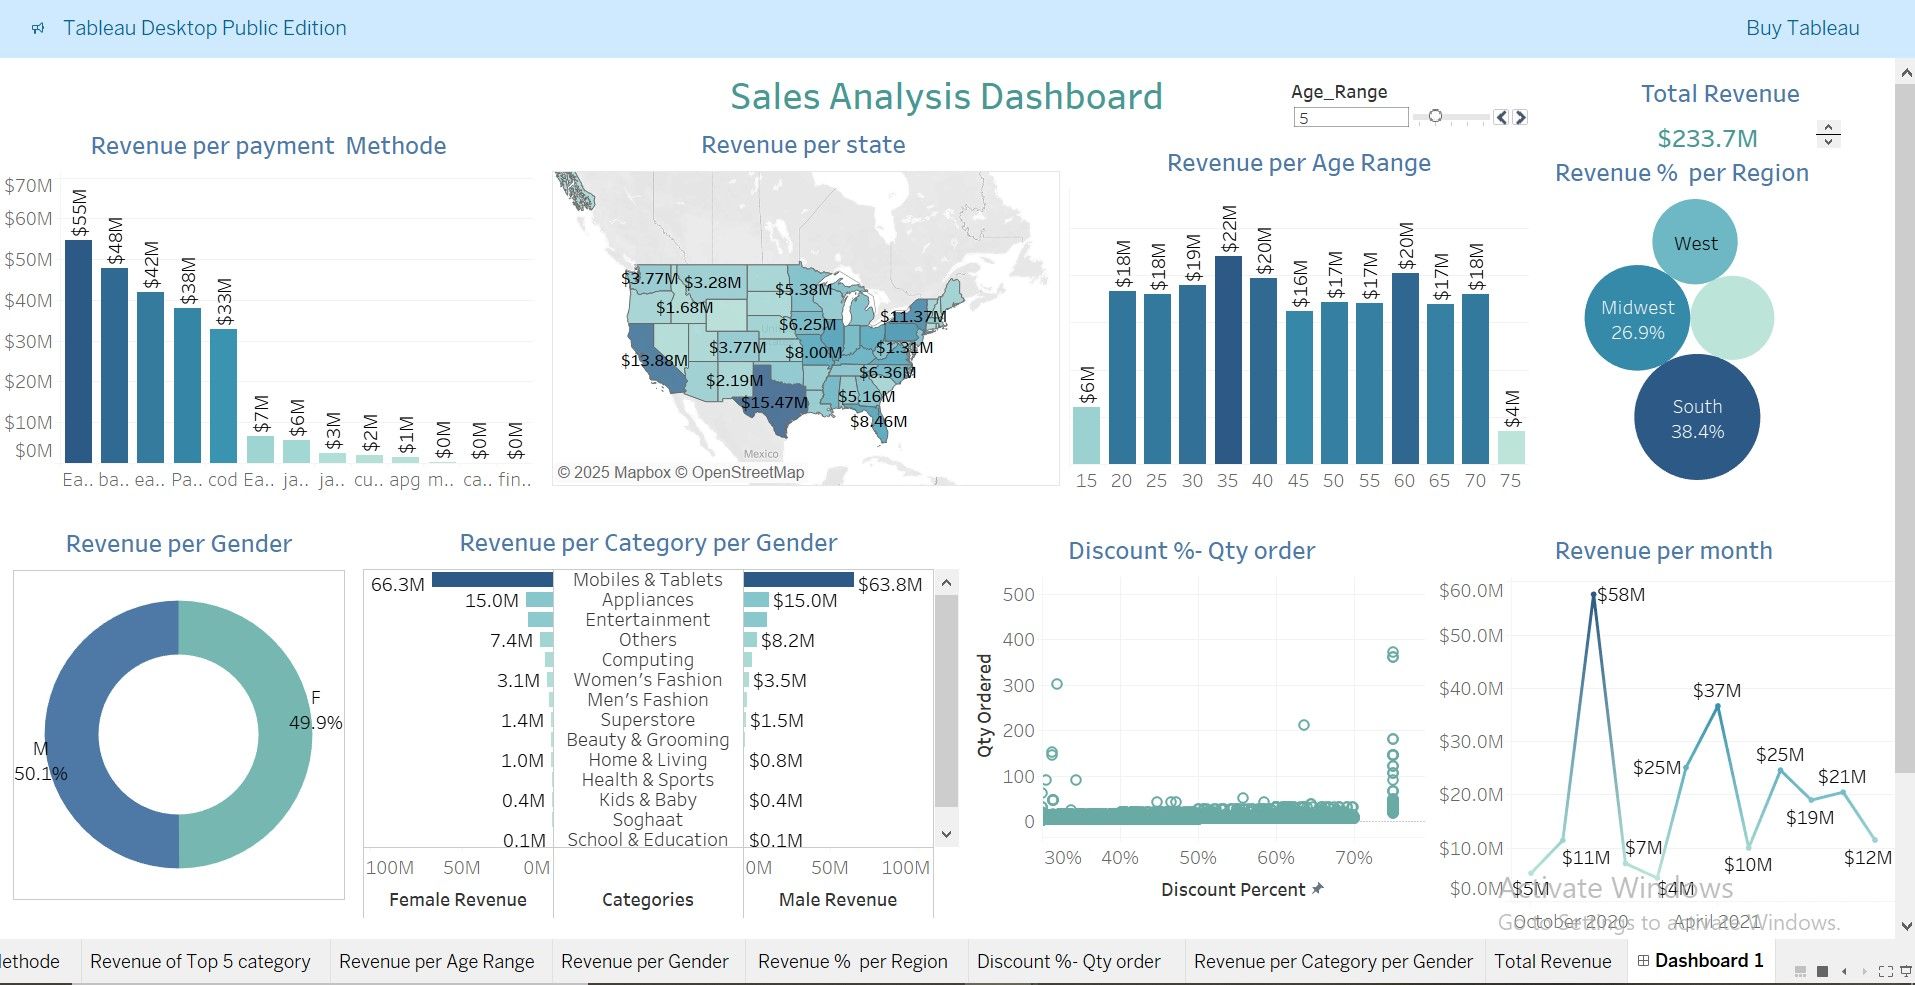 Tableau Desktop Public Edition
Buy Tableau
Sales Analysis Dashboard
Age_Range
5
Total Revenue
$233.7M
Revenue per payment Methode
$70M
$60M
$50M
$40M
$30M
$20M
$10M
$0M
$55M
$48M
$42M
$38M
$33M
$7M
$6M
$3M
$2M
$1M
$0M
$0M
$0M
Ea.. ba.. ea.. Pa.. cod Ea.. ja.. ja.. cu.. apg m.. ca.. fin..
Revenue per state
$3.77M
$3.28M
$5.38M
$1.68M
$11.37M
$6.25M
$3.77M
$8.00M
$1.31M
$13.88M
$2.19M
$6.36M
$15.47M
$5.16M
$8.46M
Mexico
© 2025 Mapbox © OpenStreetMap
Revenue per Age Range
$6M
$18M
$18M
$19M
$22M
$20M
$16M
$17M
$17M
$20M
$17M
$18M
$4M
15 20 25 30 35 40 45 50 55 60 65 70 75
Revenue % per Region
West
Midwest
26.9%
South
38.4%
Revenue per Gender
F
49.9%
M
50.1%
Revenue per Category per Gender
66.3M Mobiles & Tablets $63.8M
15.0M Appliances $15.0M
Entertainment
7.4M Others $8.2M
Computing
3.1M Women's Fashion $3.5M
Men's Fashion
1.4M Superstore $1.5M
Beauty & Grooming
1.0M Home & Living $0.8M
Health & Sports
0.4M Kids & Baby $0.4M
Soghaat
0.1M School & Education $0.1M
100M 50M 0M 0M 50M 100M
Female Revenue Categories Male Revenue
Discount %- Qty order
Qty Ordered
500
400
300
200
100
0
30% 40% 50% 60% 70%
Discount Percent
Revenue per month
$60.0M
$50.0M
$40.0M
$30.0M
$20.0M
$10.0M
$0.0M
$58M
$37M
$25M
$25M
$21M
$19M
$11M
$7M
$10M
$12M
$5M
$4M
October 2020 April 2021
Activate Windows
Go to Settings to activate Windows.
lethode Revenue of Top 5 category Revenue per Age Range Revenue per Gender Revenue % per Region Discount %- Qty order Revenue per Category per Gender Total Revenue Dashboard 1